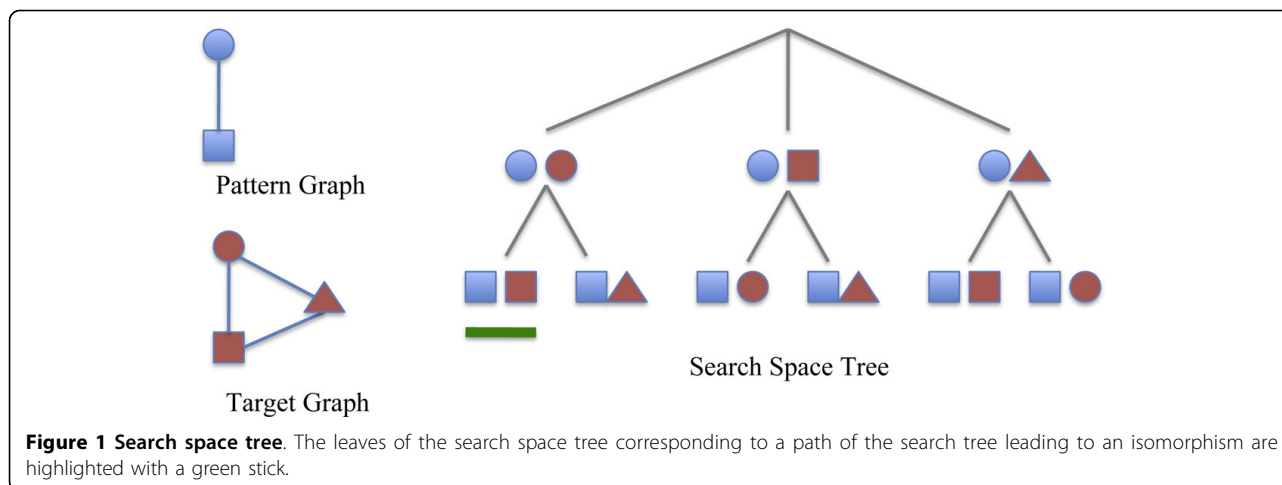 Pattern Graph
Target Graph
Search Space Tree
Figure 1 Search space tree. The leaves of the search space tree corresponding to a path of the search tree leading to an isomorphism are
highlighted with a green stick.